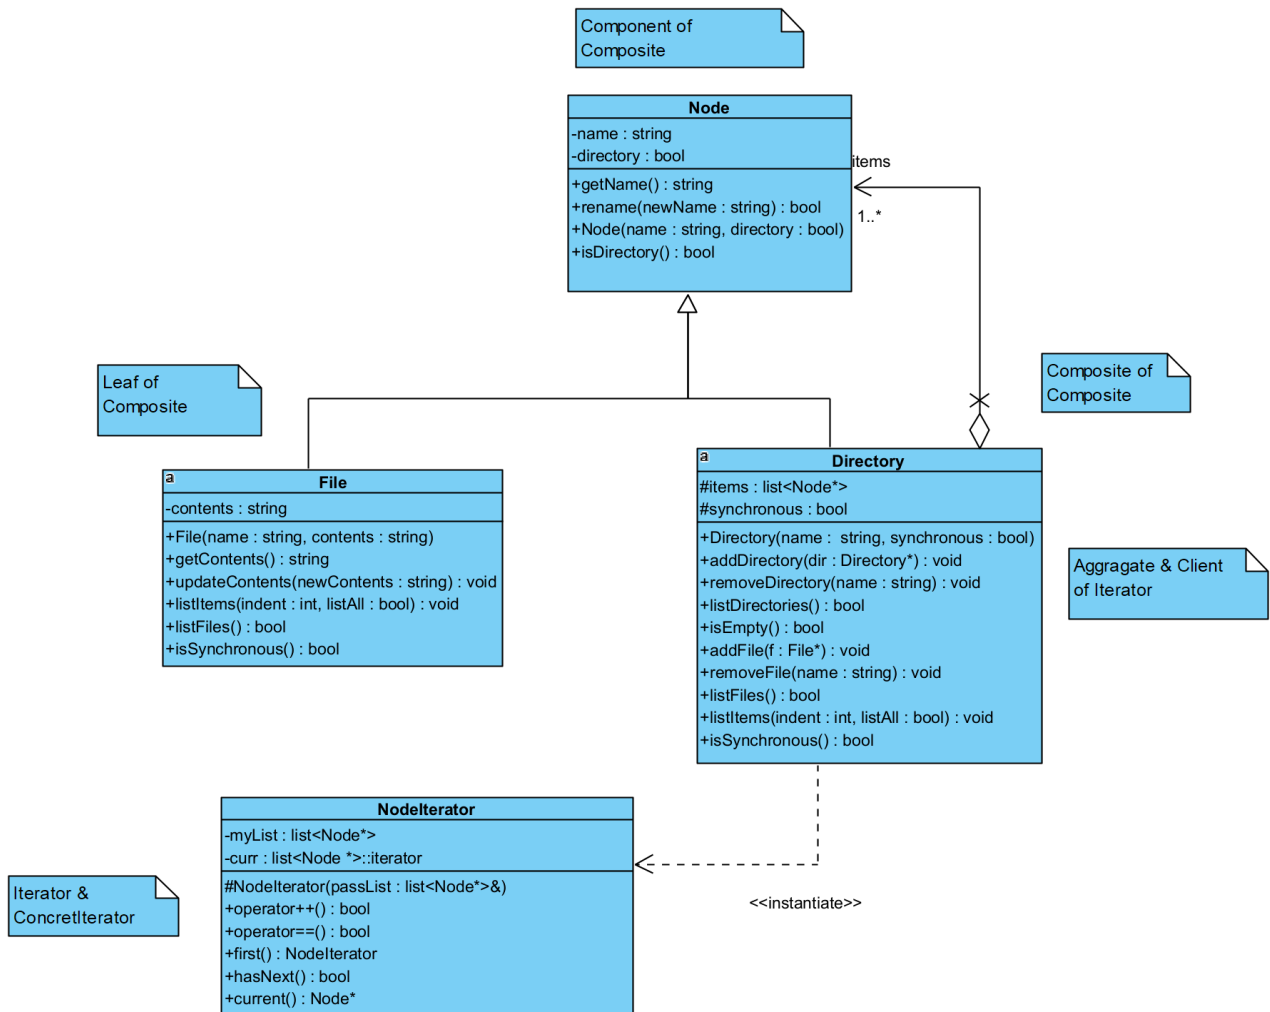 Component of
Composite
Node
-name : string
-directory : bool
+getName() : string
+rename(newName : string) : bool
+Node(name : string, directory : bool)
+isDirectory() : bool
items
1..*
Leaf of
Composite
Composite of
Composite
a
File
-contents : string
+File(name : string, contents : string)
+getContents() : string
+updateContents(newContents : string) : void
+listItems(indent : int, listAll : bool) : void
+listFiles() : bool
+isSynchronous() : bool
a
Directory
#items : list<Node*>
#synchronous : bool
+Directory(name :  string, synchronous : bool)
+addDirectory(dir : Directory*) : void
+removeDirectory(name : string) : void
+listDirectories() : bool
+isEmpty() : bool
+addFile(f : File*) : void
+removeFile(name : string) : void
+listFiles() : bool
+listItems(indent : int, listAll : bool) : void
+isSynchronous() : bool
Aggragate & Client
of Iterator
NodeIterator
-myList : list<Node*>
-curr : list<Node *>::iterator
#NodeIterator(passList : list<Node*>&)
+operator++() : bool
+operator==() : bool
+first() : NodeIterator
+hasNext() : bool
+current() : Node*
Iterator &
ConcretIterator
<<instantiate>>